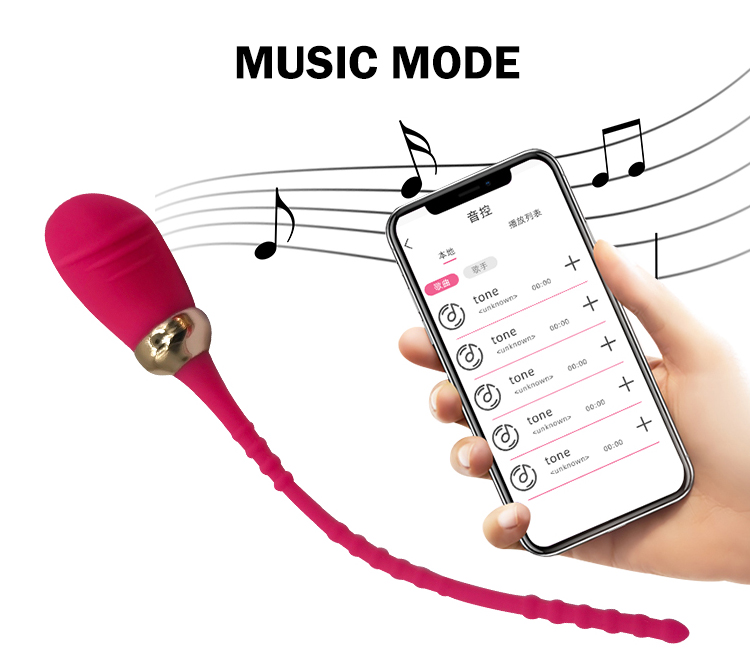 MUSIC MODE
音控
本地
播放列表
歌曲
歌手
tone
<unknown>
00:00
tone
<unknown>
00:00
tone
<unknown>
00:00
tone
<unknown>
00:00
tone
<unknown>
00:00